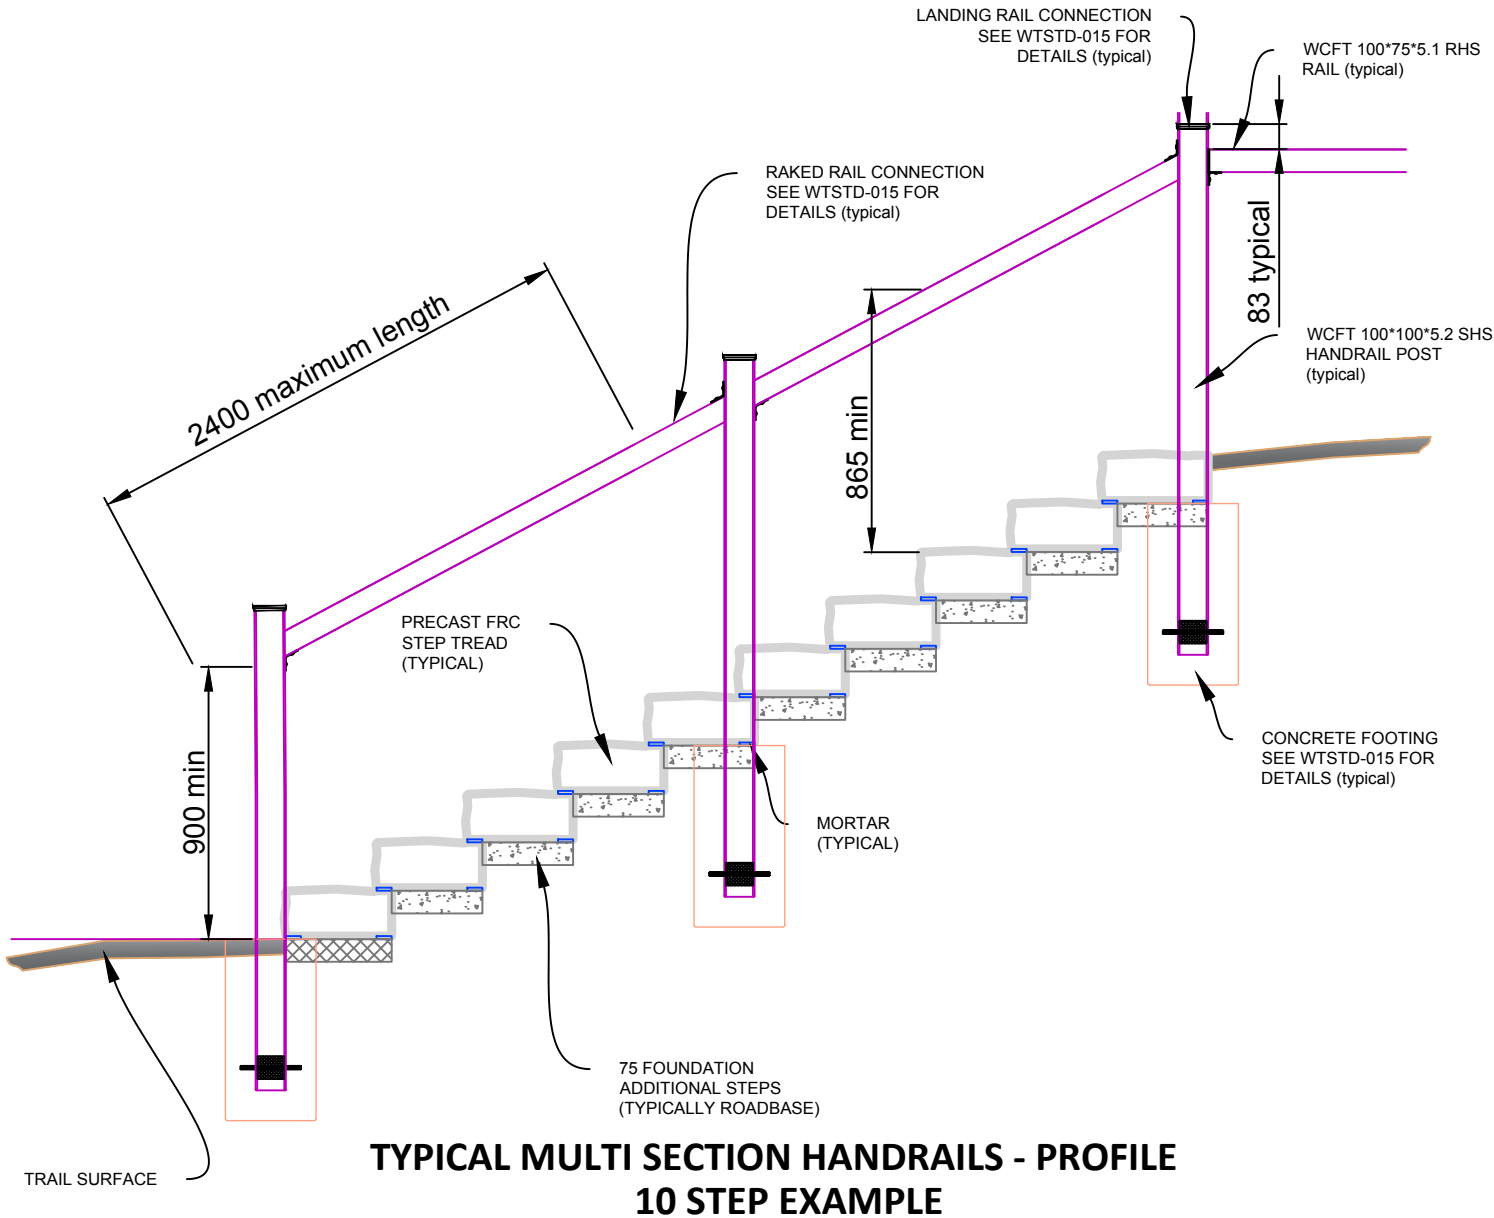 LANDING RAIL CONNECTION
SEE WTSTD-015 FOR
DETAILS (typical)
WCFT 100*75*5.1 RHS
RAIL (typical)
RAKED RAIL CONNECTION
SEE WTSTD-015 FOR
DETAILS (typical)
83 typical
2400 maximum length
WCFT 100*100*5.2 SHS
HANDRAIL POST
(typical)
865 min
PRECAST FRC
STEP TREAD
(TYPICAL)
900 min
CONCRETE FOOTING
SEE WTSTD-015 FOR
DETAILS (typical)
MORTAR
(TYPICAL)
75 FOUNDATION
ADDITIONAL STEPS
(TYPICALLY ROADBASE)
TRAIL SURFACE
TYPICAL MULTI SECTION HANDRAILS - PROFILE
10 STEP EXAMPLE